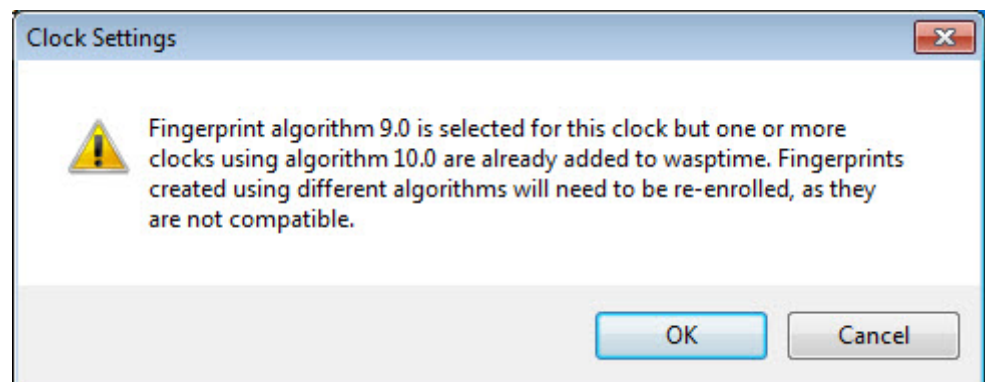 Clock Settings
Fingerprint algorithm 9.0 is selected for this clock but one or more
clocks using algorithm 10.0 are already added to wasptime. Fingerprints
created using different algorithms will need to be re-enrolled, as they
are not compatible.
OK
Cancel